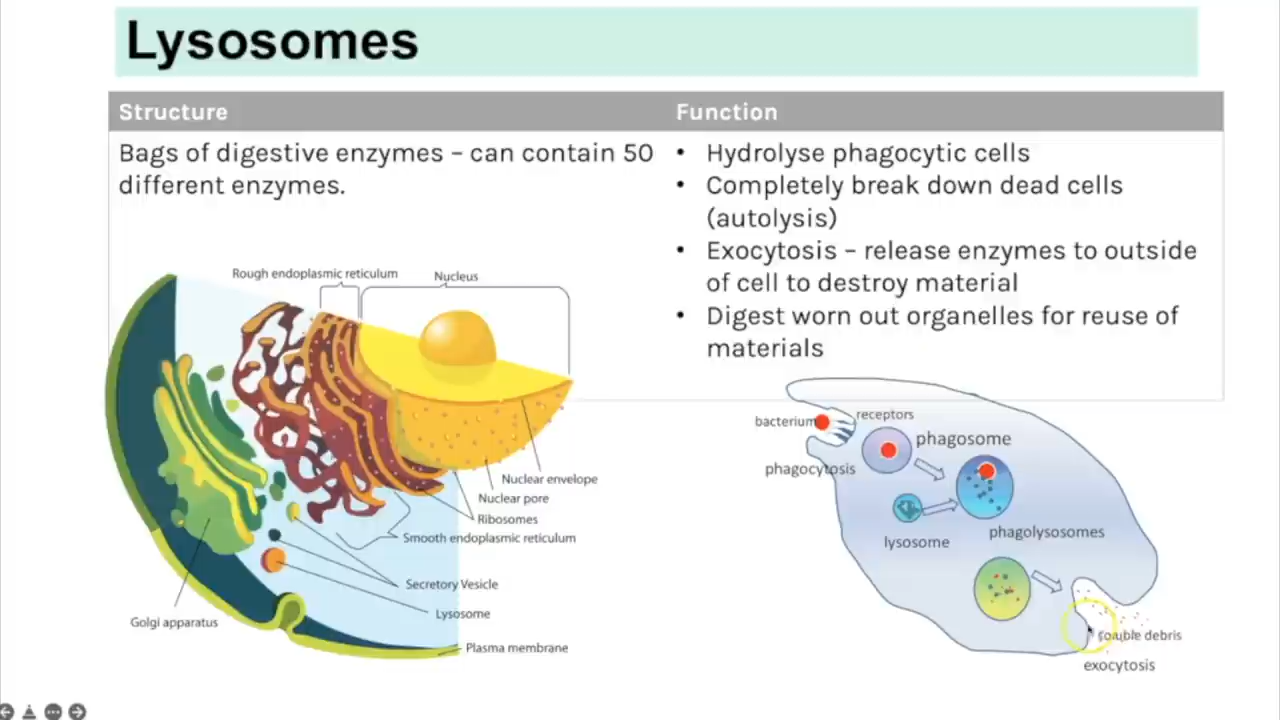 Lysosomes
Structure
Function
Bags of digestive enzymes – can contain 50
different enzymes.
• Hydrolyse phagocytic cells
• Completely break down dead cells
(autolysis)
• Exocytosis – release enzymes to outside
of cell to destroy material
• Digest worn out organelles for reuse of
materials
Rough endoplasmic reticulum
Nucleus
Nuclear envelope
Nuclear pore
Ribosomes
Smooth endoplasmic reticulum
Secretory Vesicle
Lysosome
Golgi apparatus
Plasma membrane
bacterium
receptors
phagosome
phagocytosis
lysosome
phagolysosomes
soluble debris
exocytosis